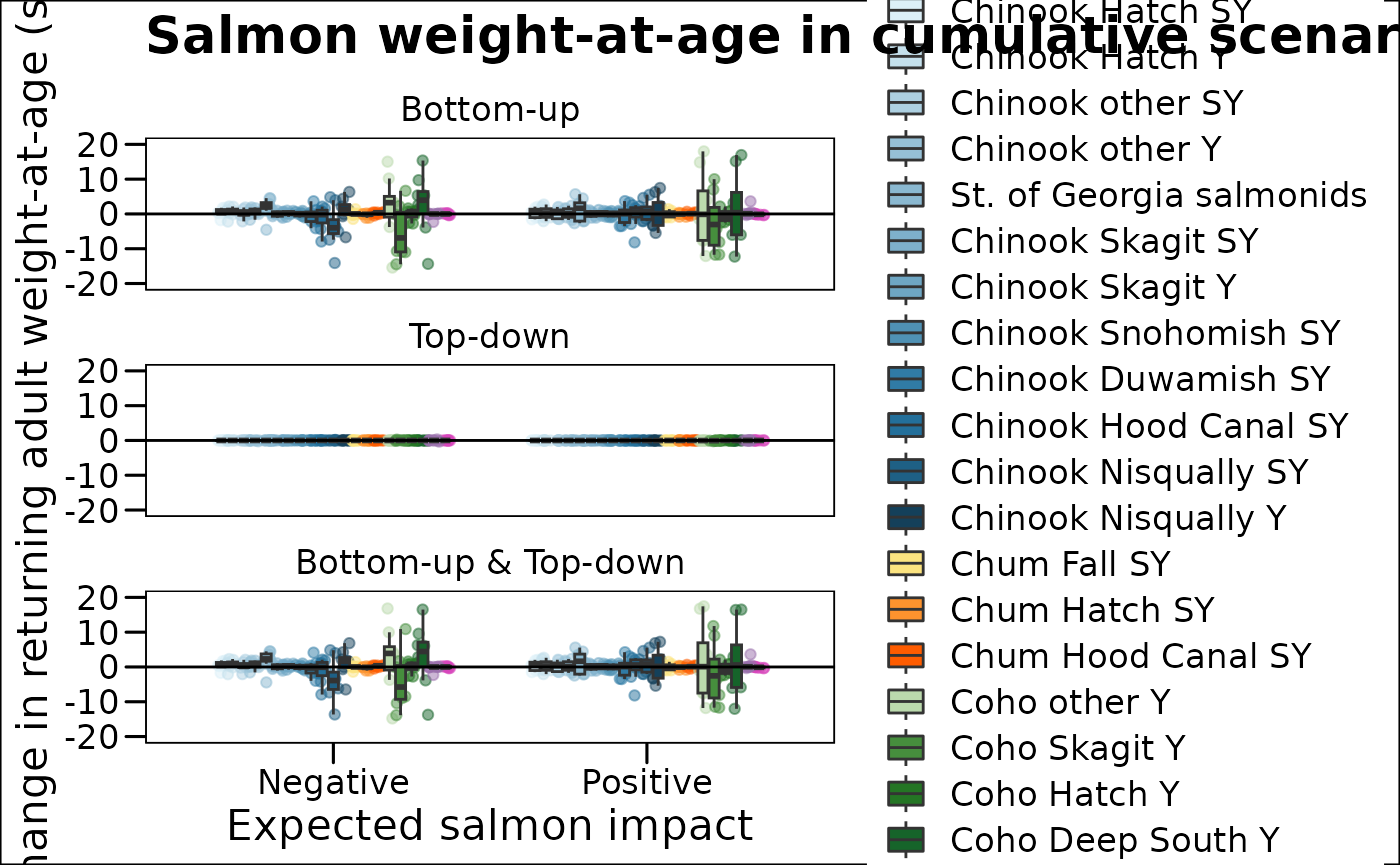 Salmon weight-at-age in cumulative scenar
hange in returning adult weight-at-age (s
Bottom-up
20
10
0
-10
-20
Top-down
20
10
0
-10
-20
Bottom-up & Top-down
20
10
0
-10
-20
Negative
Positive
Expected salmon impact
Chinook Hatch SY
Chinook Hatch Y
Chinook other SY
Chinook other Y
St. of Georgia salmonids
Chinook Skagit SY
Chinook Skagit Y
Chinook Snohomish SY
Chinook Duwamish SY
Chinook Hood Canal SY
Chinook Nisqually SY
Chinook Nisqually Y
Chum Fall SY
Chum Hatch SY
Chum Hood Canal SY
Coho other Y
Coho Skagit Y
Coho Hatch Y
Coho Deep South Y